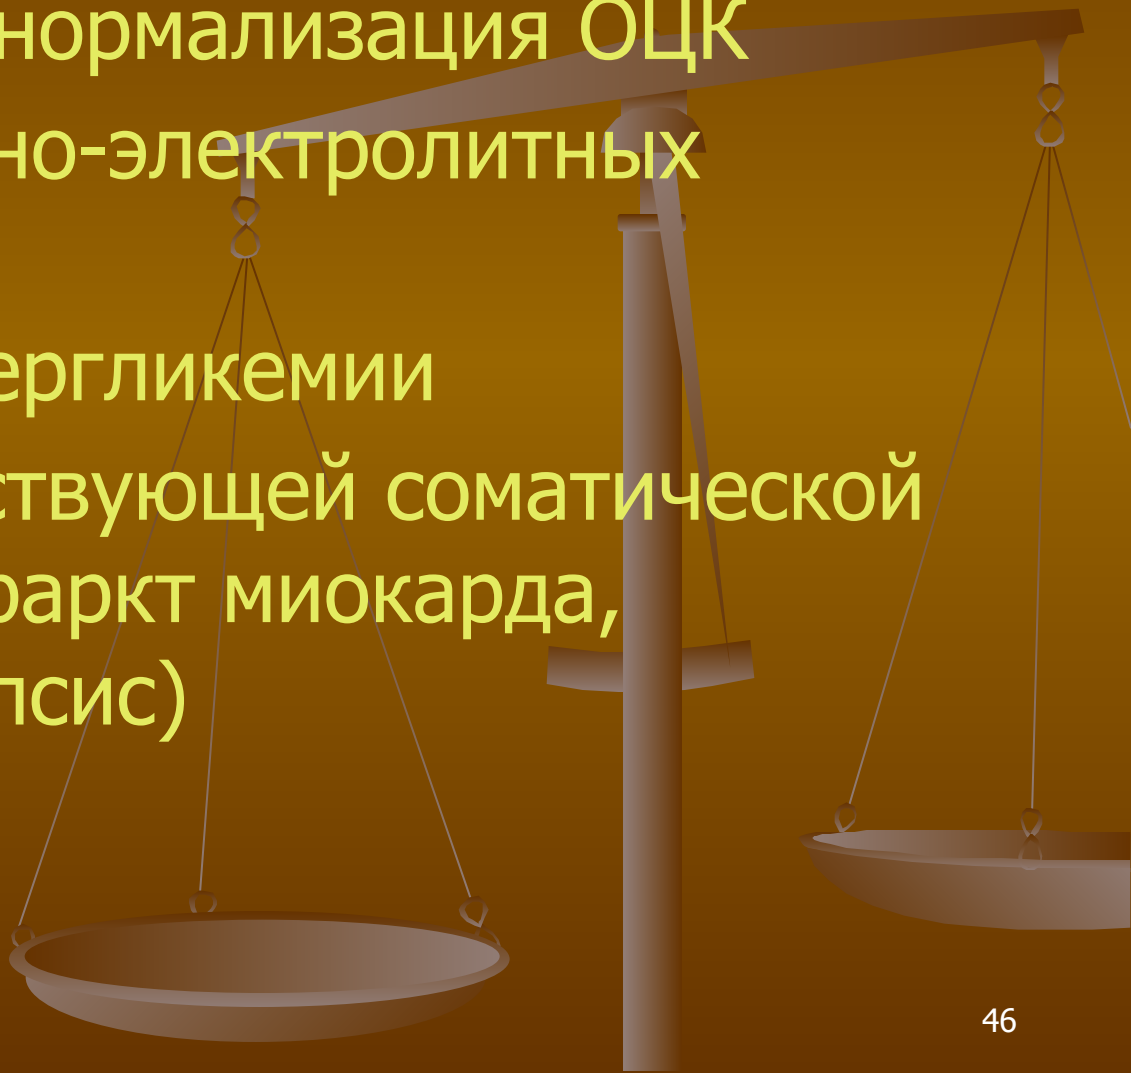 нормализация ОЦК
но-электролитных
ергликемии
ствующей соматической
аркт миокарда,
псис)
46